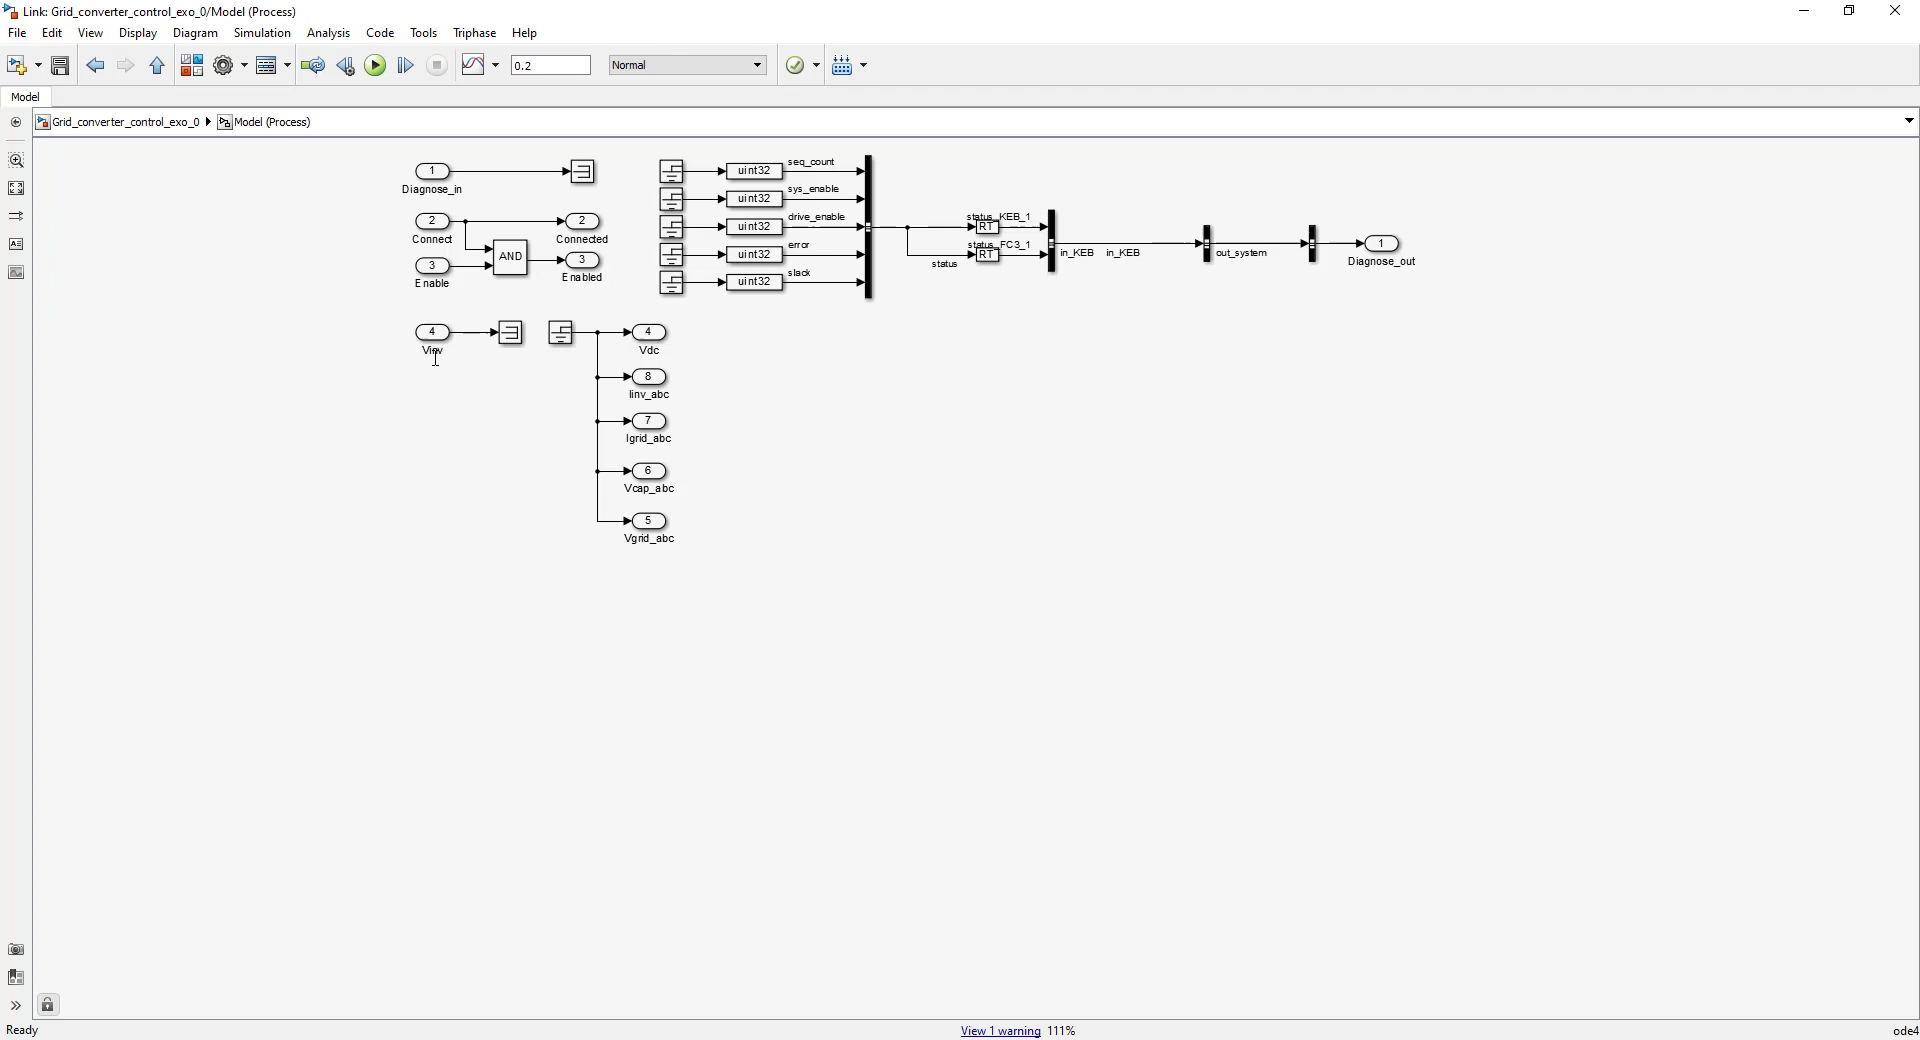 Link: Grid_converter_control_exo_0/Model (Process)
File Edit View Display Diagram Simulation Analysis Code Tools Triphase Help
0.2 Normal
Model
Grid_converter_control_exo_0 Model (Process)
1
Diagnose_in
2
Connect
3
Enable
AND
2
Connected
3
Enabled
4
Vinv
4
Vdc
8
Iinv_abc
7
Igrid_abc
6
Vcap_abc
5
Vgrid_abc
uint32 seq_count
uint32 sys_enable
uint32 drive_enable
uint32 error
uint32 slack
status
status_KEB_1
RT
status_FC3_1
RT
in_KEB in_KEB
out_system
1
Diagnose_out
Ready View 1 warning 111% ode4